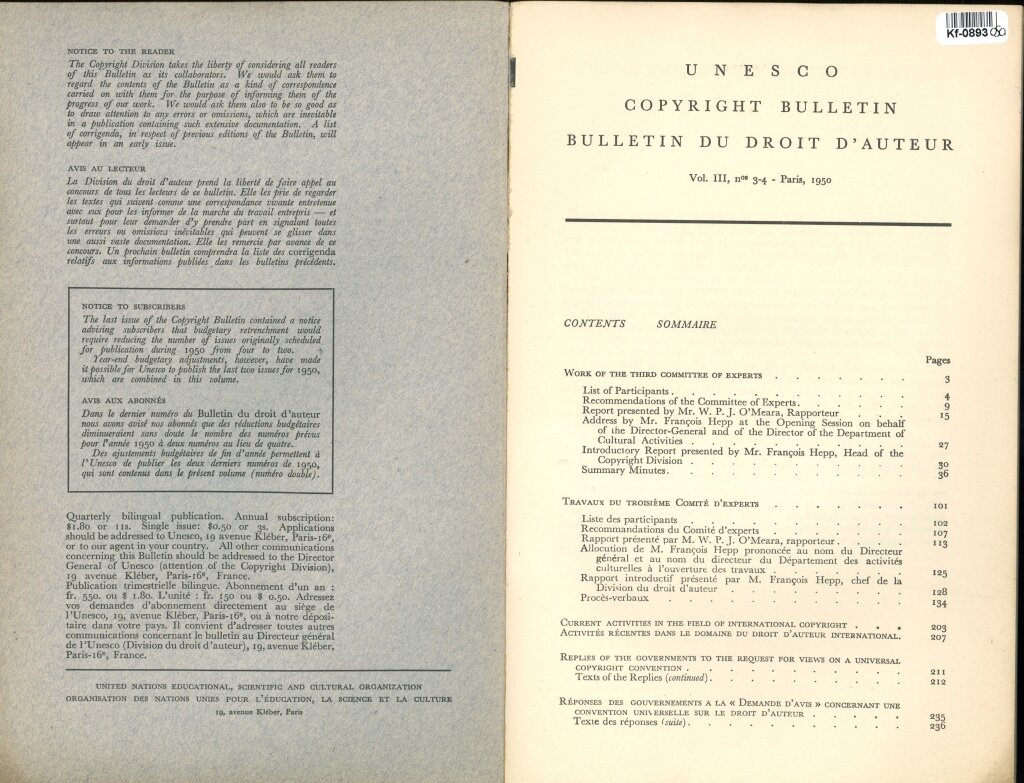 NOTICE TO THE READER
The Copyright Division takes the liberty of considering all readers
of this Bulletin as its collaborators. We would ask them to
regard the contents of the Bulletin as a kind of correspondence
carried on with them for the purpose of informing them of the
progress of our work. We would ask them also to be so good as
to draw attention to any errors or omissions, which are inevitable
in a publication containing such extensive documentation. A list
of corrigenda, in respect of previous editions of the Bulletin, will
appear in an early issue.
AVIS AU LECTEUR
La Division du droit d'auteur prend la liberté de faire appel au
concours de tous les lecteurs de ce bulletin. Elle les prie de regarder
les textes qui suivent comme une correspondance vivante entretenue
avec eux pour les informer de la marche du travail entrepris — et
surtout pour leur demander d'y prendre part en signalant toutes
les erreurs ou omissions inévitables qui peuvent se glisser dans
une aussi vaste documentation. Elle les remercie par avance de ce
concours. Un prochain bulletin comprendra la liste des corrigenda
relatifs aux informations publiées dans les bulletins précédents.
NOTICE TO SUBSCRIBERS
The last issue of the Copyright Bulletin contained a notice
advising subscribers that budgetary retrenchment would
require reducing the number of issues originally scheduled
for publication during 1950 from four to two.
Year-end budgetary adjustments, however, have made
it possible for Unesco to publish the last two issues for 1950,
which are combined in this volume.
AVIS AUX ABONNÉS
Dans le dernier numéro du Bulletin du droit d'auteur
nous avons avisé nos abonnés que des réductions budgétaires
diminueraient sans doute le nombre des numéros prévus
pour l'année 1950 à deux numéros au lieu de quatre.
Des ajustements budgétaires de fin d'année permettent à
l'Unesco de publier les deux derniers numéros de 1950,
qui sont contenus dans le présent volume (numéro double).
Quarterly bilingual publication. Annual subscription:
$1.80 or 11s. Single issue: $0.50 or 3s. Applications
should be addressed to Unesco, 19 avenue Kléber, Paris-16e,
or to our agent in your country. All other communications
concerning this Bulletin should be addressed to the Director
General of Unesco (attention of the Copyright Division),
19 avenue Kléber, Paris-16e, France.
Publication trimestrielle bilingue. Abonnement d'un an :
fr. 550. ou $ 1.80. L'unité : fr. 150 ou $ 0.50. Adressez
vos demandes d'abonnement directement au siège de
l'Unesco, 19, avenue Kléber, Paris-16e, ou à notre déposi-
taire dans votre pays. Il convient d'adresser toutes autres
communications concernant le bulletin au Directeur général
de l'Unesco (Division du droit d'auteur), 19, avenue Kléber,
Paris-16e, France.
UNITED NATIONS EDUCATIONAL, SCIENTIFIC AND CULTURAL ORGANIZATION
ORGANISATION DES NATIONS UNIES POUR L'ÉDUCATION, LA SCIENCE ET LA CULTURE
19, avenue Kléber, Paris
Kf-0893
UNESCO
COPYRIGHT BULLETIN
BULLETIN DU DROIT D'AUTEUR
Vol. III, nos 3-4 - Paris, 1950
CONTENTS SOMMAIRE
Pages
WORK OF THE THIRD COMMITTEE OF EXPERTS . . . . . . . 3
List of Participants . . . . . . . . . . . 4
Recommendations of the Committee of Experts . . . . . . 9
Report presented by Mr. W. P. J. O'Meara, Rapporteur . . . . 15
Address by Mr. François Hepp at the Opening Session on behalf
of the Director-General and of the Director of the Department of
Cultural Activities . . . . . . . . . . . 27
Introductory Report presented by Mr. François Hepp, Head of the
Copyright Division . . . . . . . . . . . 30
Summary Minutes . . . . . . . . . . . . 36
TRAVAUX DU TROISIÈME COMITÉ D'EXPERTS . . . . . . . 101
Liste des participants . . . . . . . . . . . 102
Recommandations du Comité d'experts . . . . . . . 107
Rapport présenté par M. W. P. J. O'Meara, rapporteur . . . . 113
Allocution de M. François Hepp prononcée au nom du Directeur
général et au nom du directeur du Département des activités
culturelles à l'ouverture des travaux . . . . . . . 125
Rapport introductif présenté par M. François Hepp, chef de la
Division du droit d'auteur . . . . . . . . . 128
Procès-verbaux . . . . . . . . . . . . 134
CURRENT ACTIVITIES IN THE FIELD OF INTERNATIONAL COPYRIGHT . . . 203
ACTIVITÉS RÉCENTES DANS LE DOMAINE DU DROIT D'AUTEUR INTERNATIONAL. 207
REPLIES OF THE GOVERNMENTS TO THE REQUEST FOR VIEWS ON A UNIVERSAL
COPYRIGHT CONVENTION . . . . . . . . . . . 211
Texts of the Replies (continued) . . . . . . . . . 212
RÉPONSES DES GOUVERNEMENTS A LA « DEMANDE D'AVIS » CONCERNANT UNE
CONVENTION UNIVERSELLE SUR LE DROIT D'AUTEUR . . . . . 235
Texte des réponses (suite) . . . . . . . . . . 236